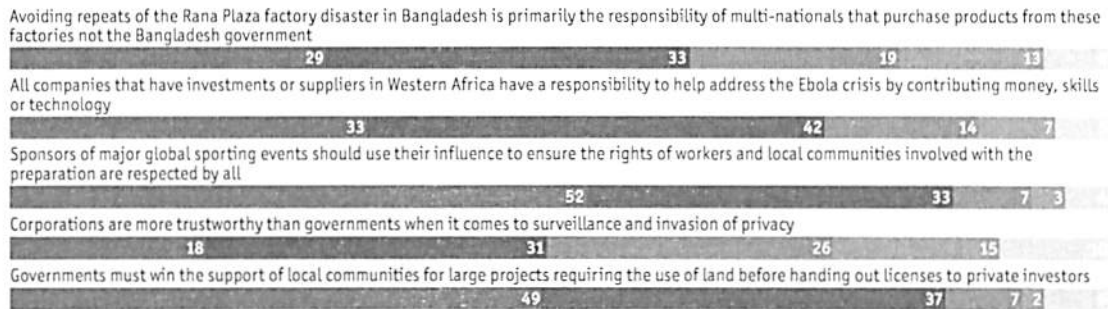 Avoiding repeats of the Rana Plaza factory disaster in Bangladesh is primarily the responsibility of multi-nationals that purchase products from these
factories not the Bangladesh government
29 33 19 13
All companies that have investments or suppliers in Western Africa have a responsibility to help address the Ebola crisis by contributing money, skills
or technology
33 42 14 7
Sponsors of major global sporting events should use their influence to ensure the rights of workers and local communities involved with the
preparation are respected by all
52 33 7 3
Corporations are more trustworthy than governments when it comes to surveillance and invasion of privacy
18 31 26 15
Governments must win the support of local communities for large projects requiring the use of land before handing out licenses to private investors
49 37 7 2